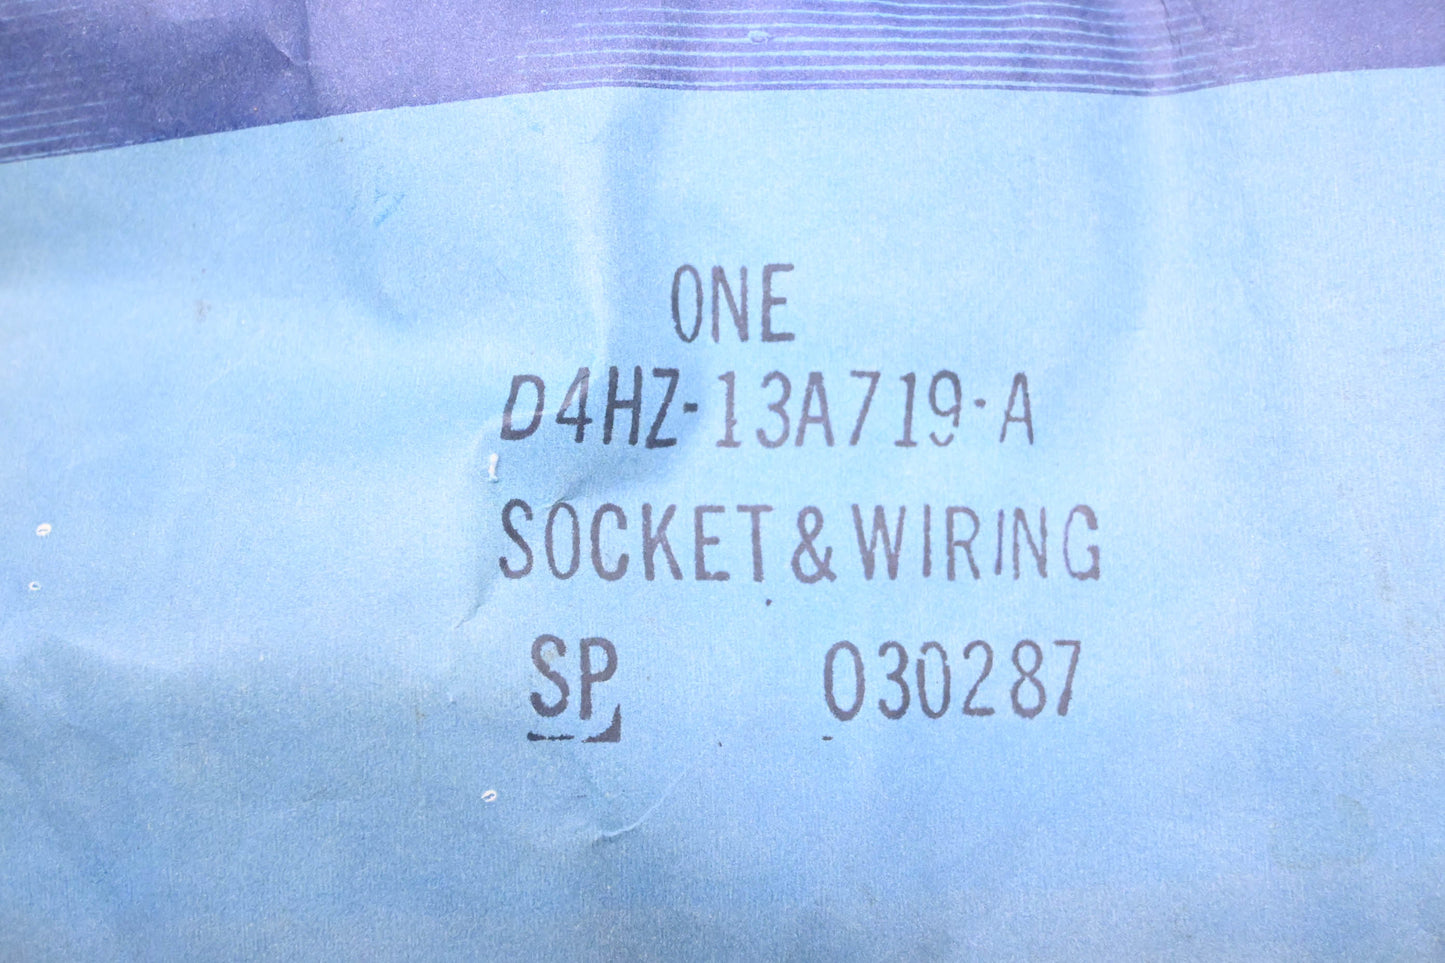 ONE
D4HZ-13A719-A
SOCKET & WIRING
SP 030287